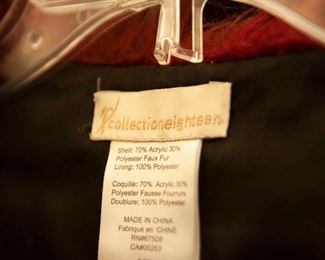 collectioneighteen
Shell: 70% Acrylic 30%
Polyester Faux Fur
Lining: 100% Polyester
Coquille: 70% Acrylic 30%
Polyester Fausse Fourrure
Doublure: 100% Polyester
MADE IN CHINA
Fabriqué en CHINE
RN#67508
CA#00253